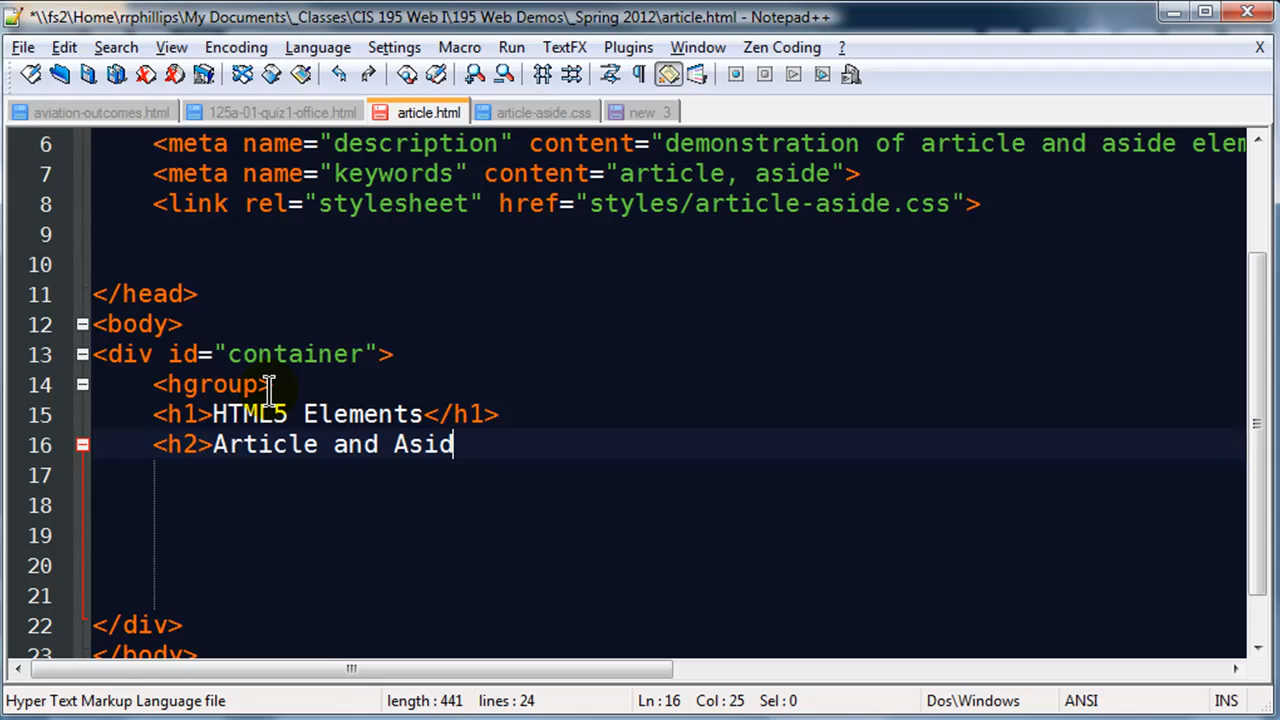 *\\fs2\Home\rrphillips\My Documents\_Classes\CIS 195 Web I\195 Web Demos\_Spring 2012\article.html - Notepad++
File Edit Search View Encoding Language Settings Macro Run TextFX Plugins Window Zen Coding ? X
aviation-outcomes.html 125a-01-quiz1-office.html article.html article-aside.css new 3
6 <meta name="description" content="demonstration of article and aside elem
7 <meta name="keywords" content="article, aside">
8 <link rel="stylesheet" href="styles/article-aside.css">
9
10
11 </head>
12 <body>
13 <div id="container">
14 <hgroup>
15 <h1>HTML5 Elements</h1>
16 <h2>Article and Asid
17
18
19
20
21
22 </div>
23 </body>
Hyper Text Markup Language file length : 441 lines : 24 Ln : 16 Col : 25 Sel : 0 Dos\Windows ANSI INS